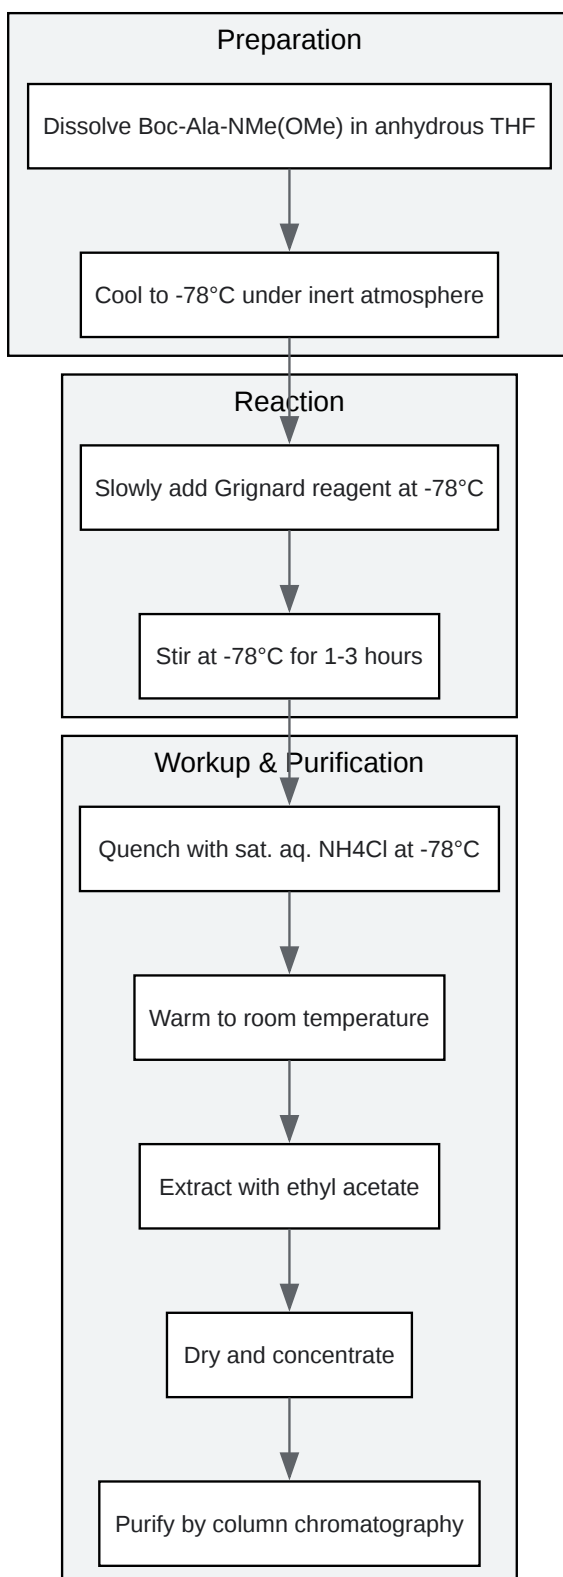 Preparation
Dissolve Boc-Ala-NMe(OMe) in anhydrous THF
Cool to -78°C under inert atmosphere
Reaction
Slowly add Grignard reagent at -78°C
Stir at -78°C for 1-3 hours
Workup & Purification
Quench with sat. aq. NH4Cl at -78°C
Warm to room temperature
Extract with ethyl acetate
Dry and concentrate
Purify by column chromatography